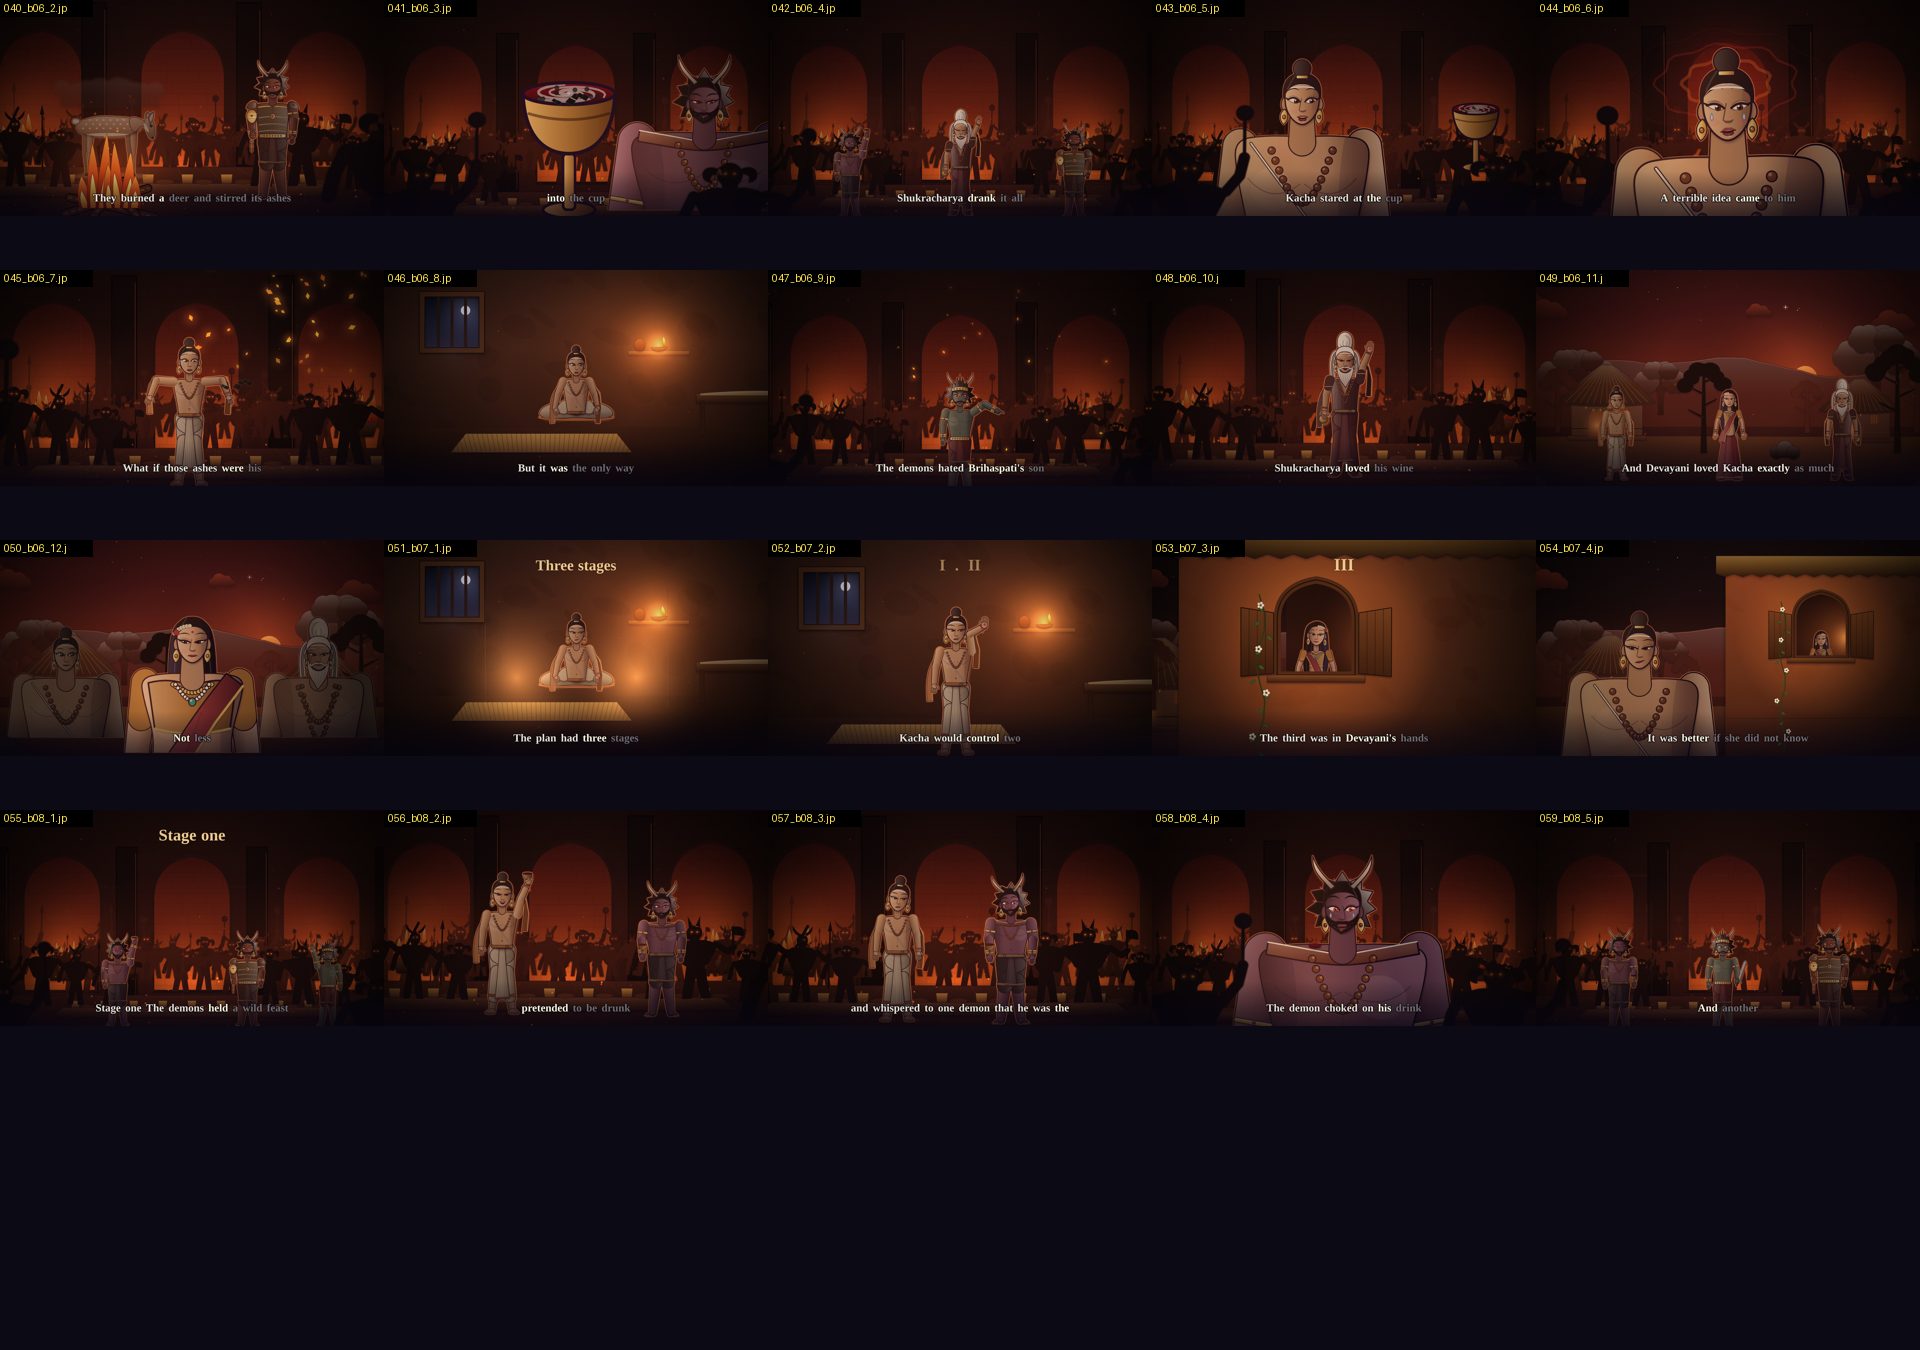 040_b06_2.jp
They burned a deer and stirred its ashes
041_b06_3.jp
into the cup
042_b06_4.jp
Shukracharya drank it all
043_b06_5.jp
Kacha stared at the cup
044_b06_6.jp
A terrible idea came to him
045_b06_7.jp
What if those ashes were his
046_b06_8.jp
But it was the only way
047_b06_9.jp
The demons hated Brihaspati's son
048_b06_10.j
Shukracharya loved his wine
049_b06_11.j
And Devayani loved Kacha exactly as much
050_b06_12.j
Not less
051_b07_1.jp
Three stages
The plan had three stages
052_b07_2.jp
I . II
Kacha would control two
053_b07_3.jp
III
The third was in Devayani's hands
054_b07_4.jp
It was better if she did not know
055_b08_1.jp
Stage one
Stage one The demons held a wild feast
056_b08_2.jp
pretended to be drunk
057_b08_3.jp
and whispered to one demon that he was the
058_b08_4.jp
The demon choked on his drink
059_b08_5.jp
And another